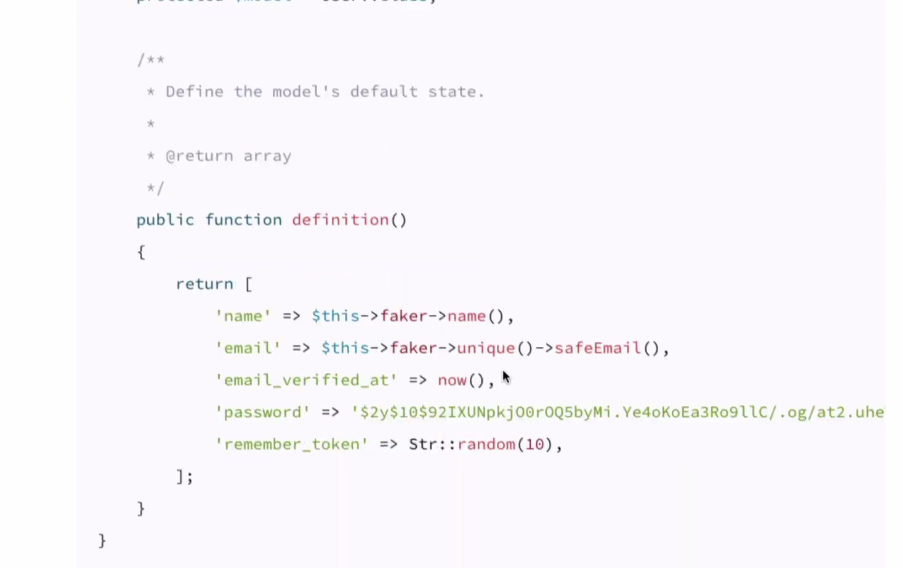 /**
* Define the model's default state.
*
* @return array
*/
public function definition()
{
return [
'name' => $this->faker->name(),
'email' => $this->faker->unique()->safeEmail(),
'email_verified_at' => now(),
'password' => '$2y$10$92IXUNpkjO0rOQ5byMi.Ye4oKoEa3Ro9llC/.og/at2.uhe
'remember_token' => Str::random(10),
];
}
}